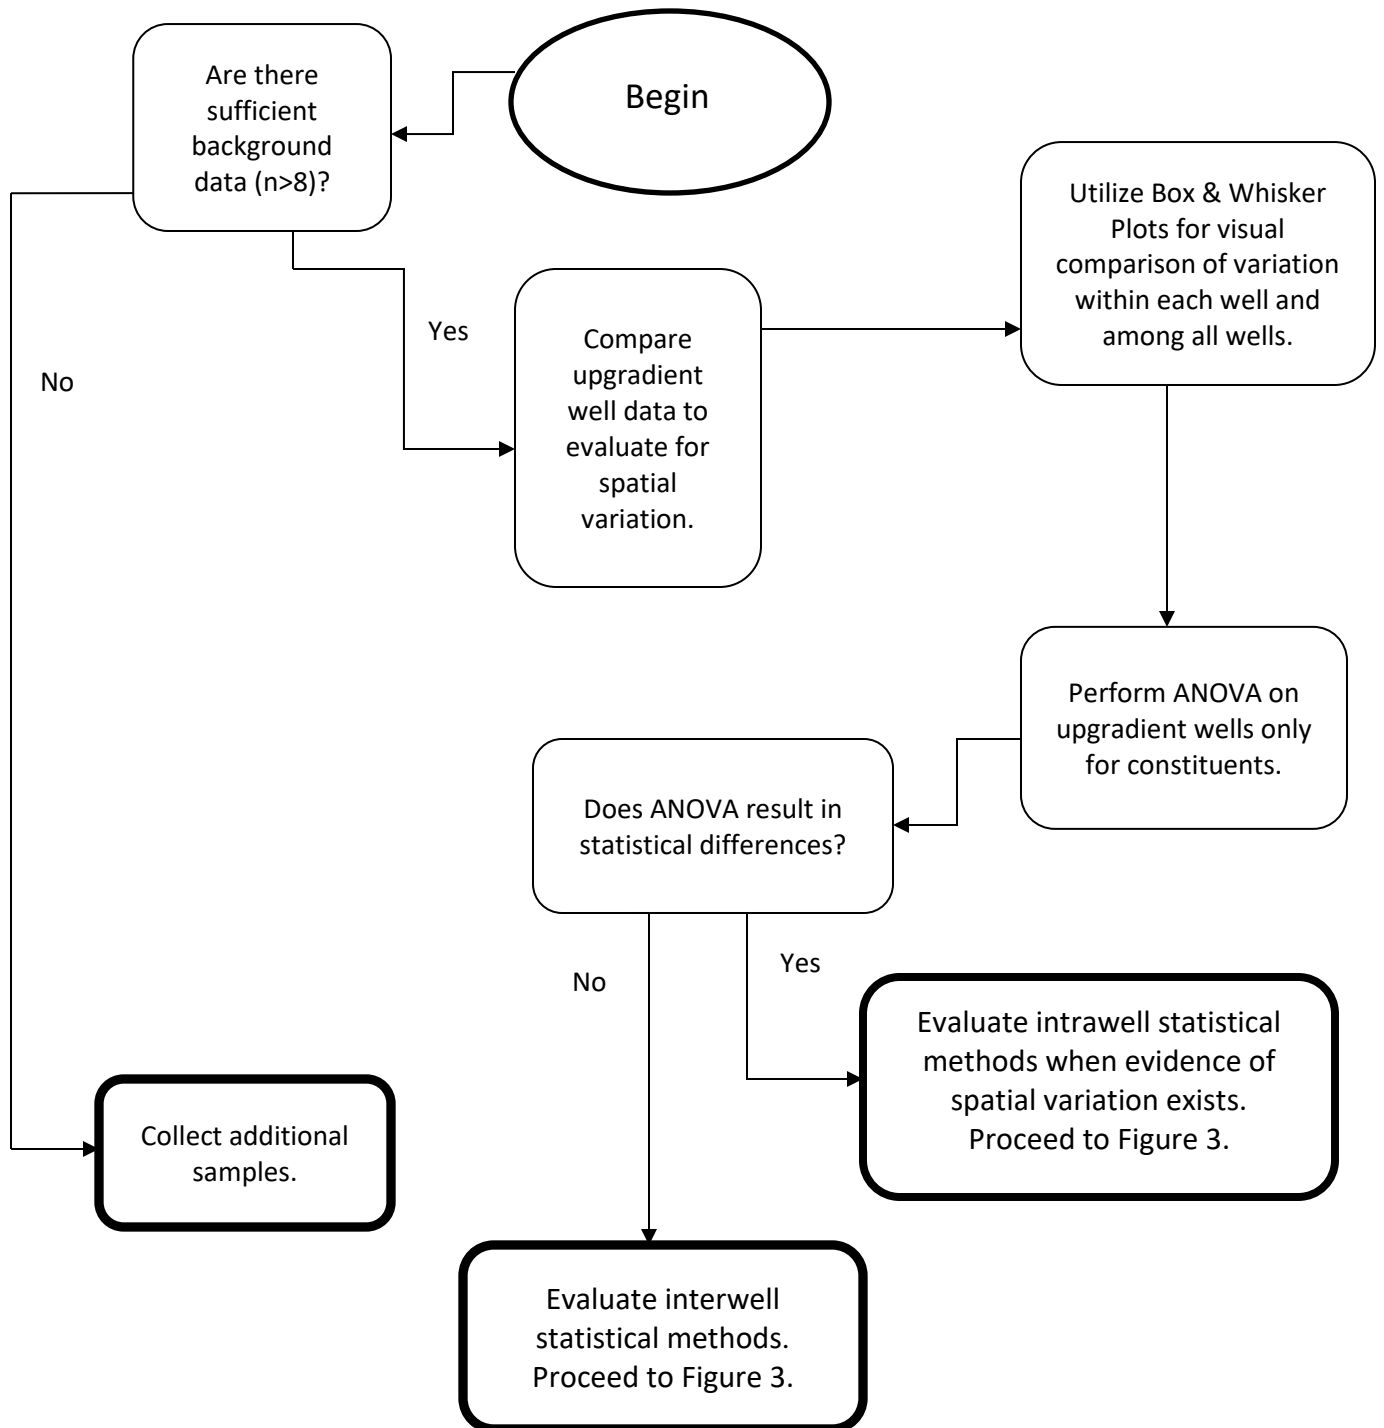 Begin
Are there
sufficient
background
data (n>8)?
Yes
No
Compare
upgradient
well data to
evaluate for
spatial
variation.
Utilize Box & Whisker
Plots for visual
comparison of variation
within each well and
among all wells.
Perform ANOVA on
upgradient wells only
for constituents.
Does ANOVA result in
statistical differences?
No
Yes
Evaluate intrawell statistical
methods when evidence of
spatial variation exists.
Proceed to Figure 3.
Collect additional
samples.
Evaluate interwell
statistical methods.
Proceed to Figure 3.